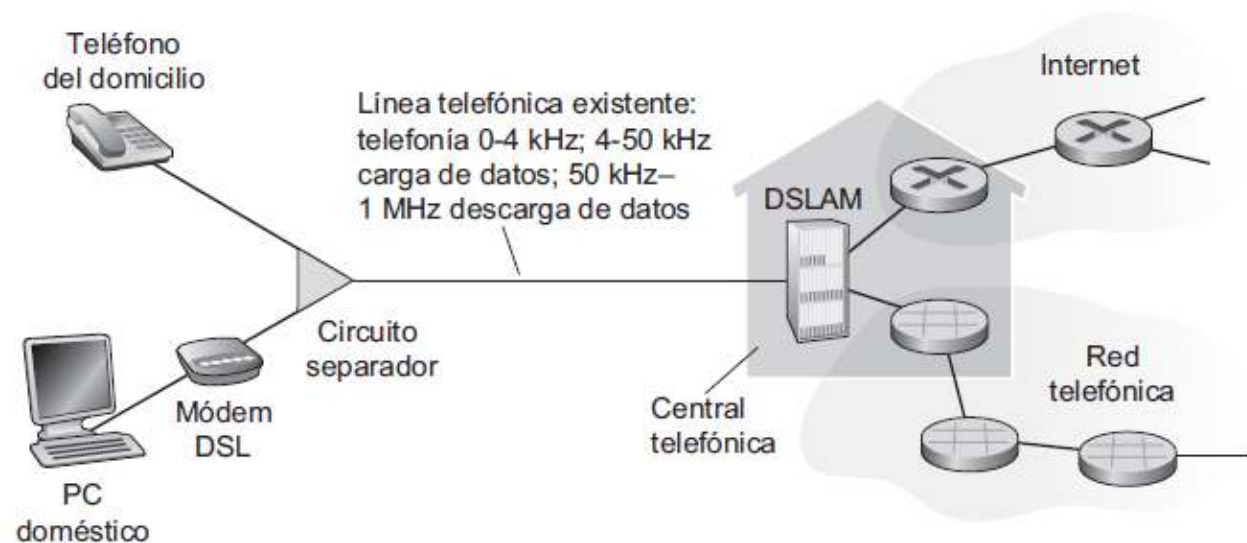 Teléfono
del domicilio
Línea telefónica existente:
telefonía 0-4 kHz; 4-50 kHz
carga de datos; 50 kHz–
1 MHz descarga de datos
Internet
DSLAM
Circuito
separador
Módem
DSL
PC
doméstico
Central
telefónica
Red
telefónica